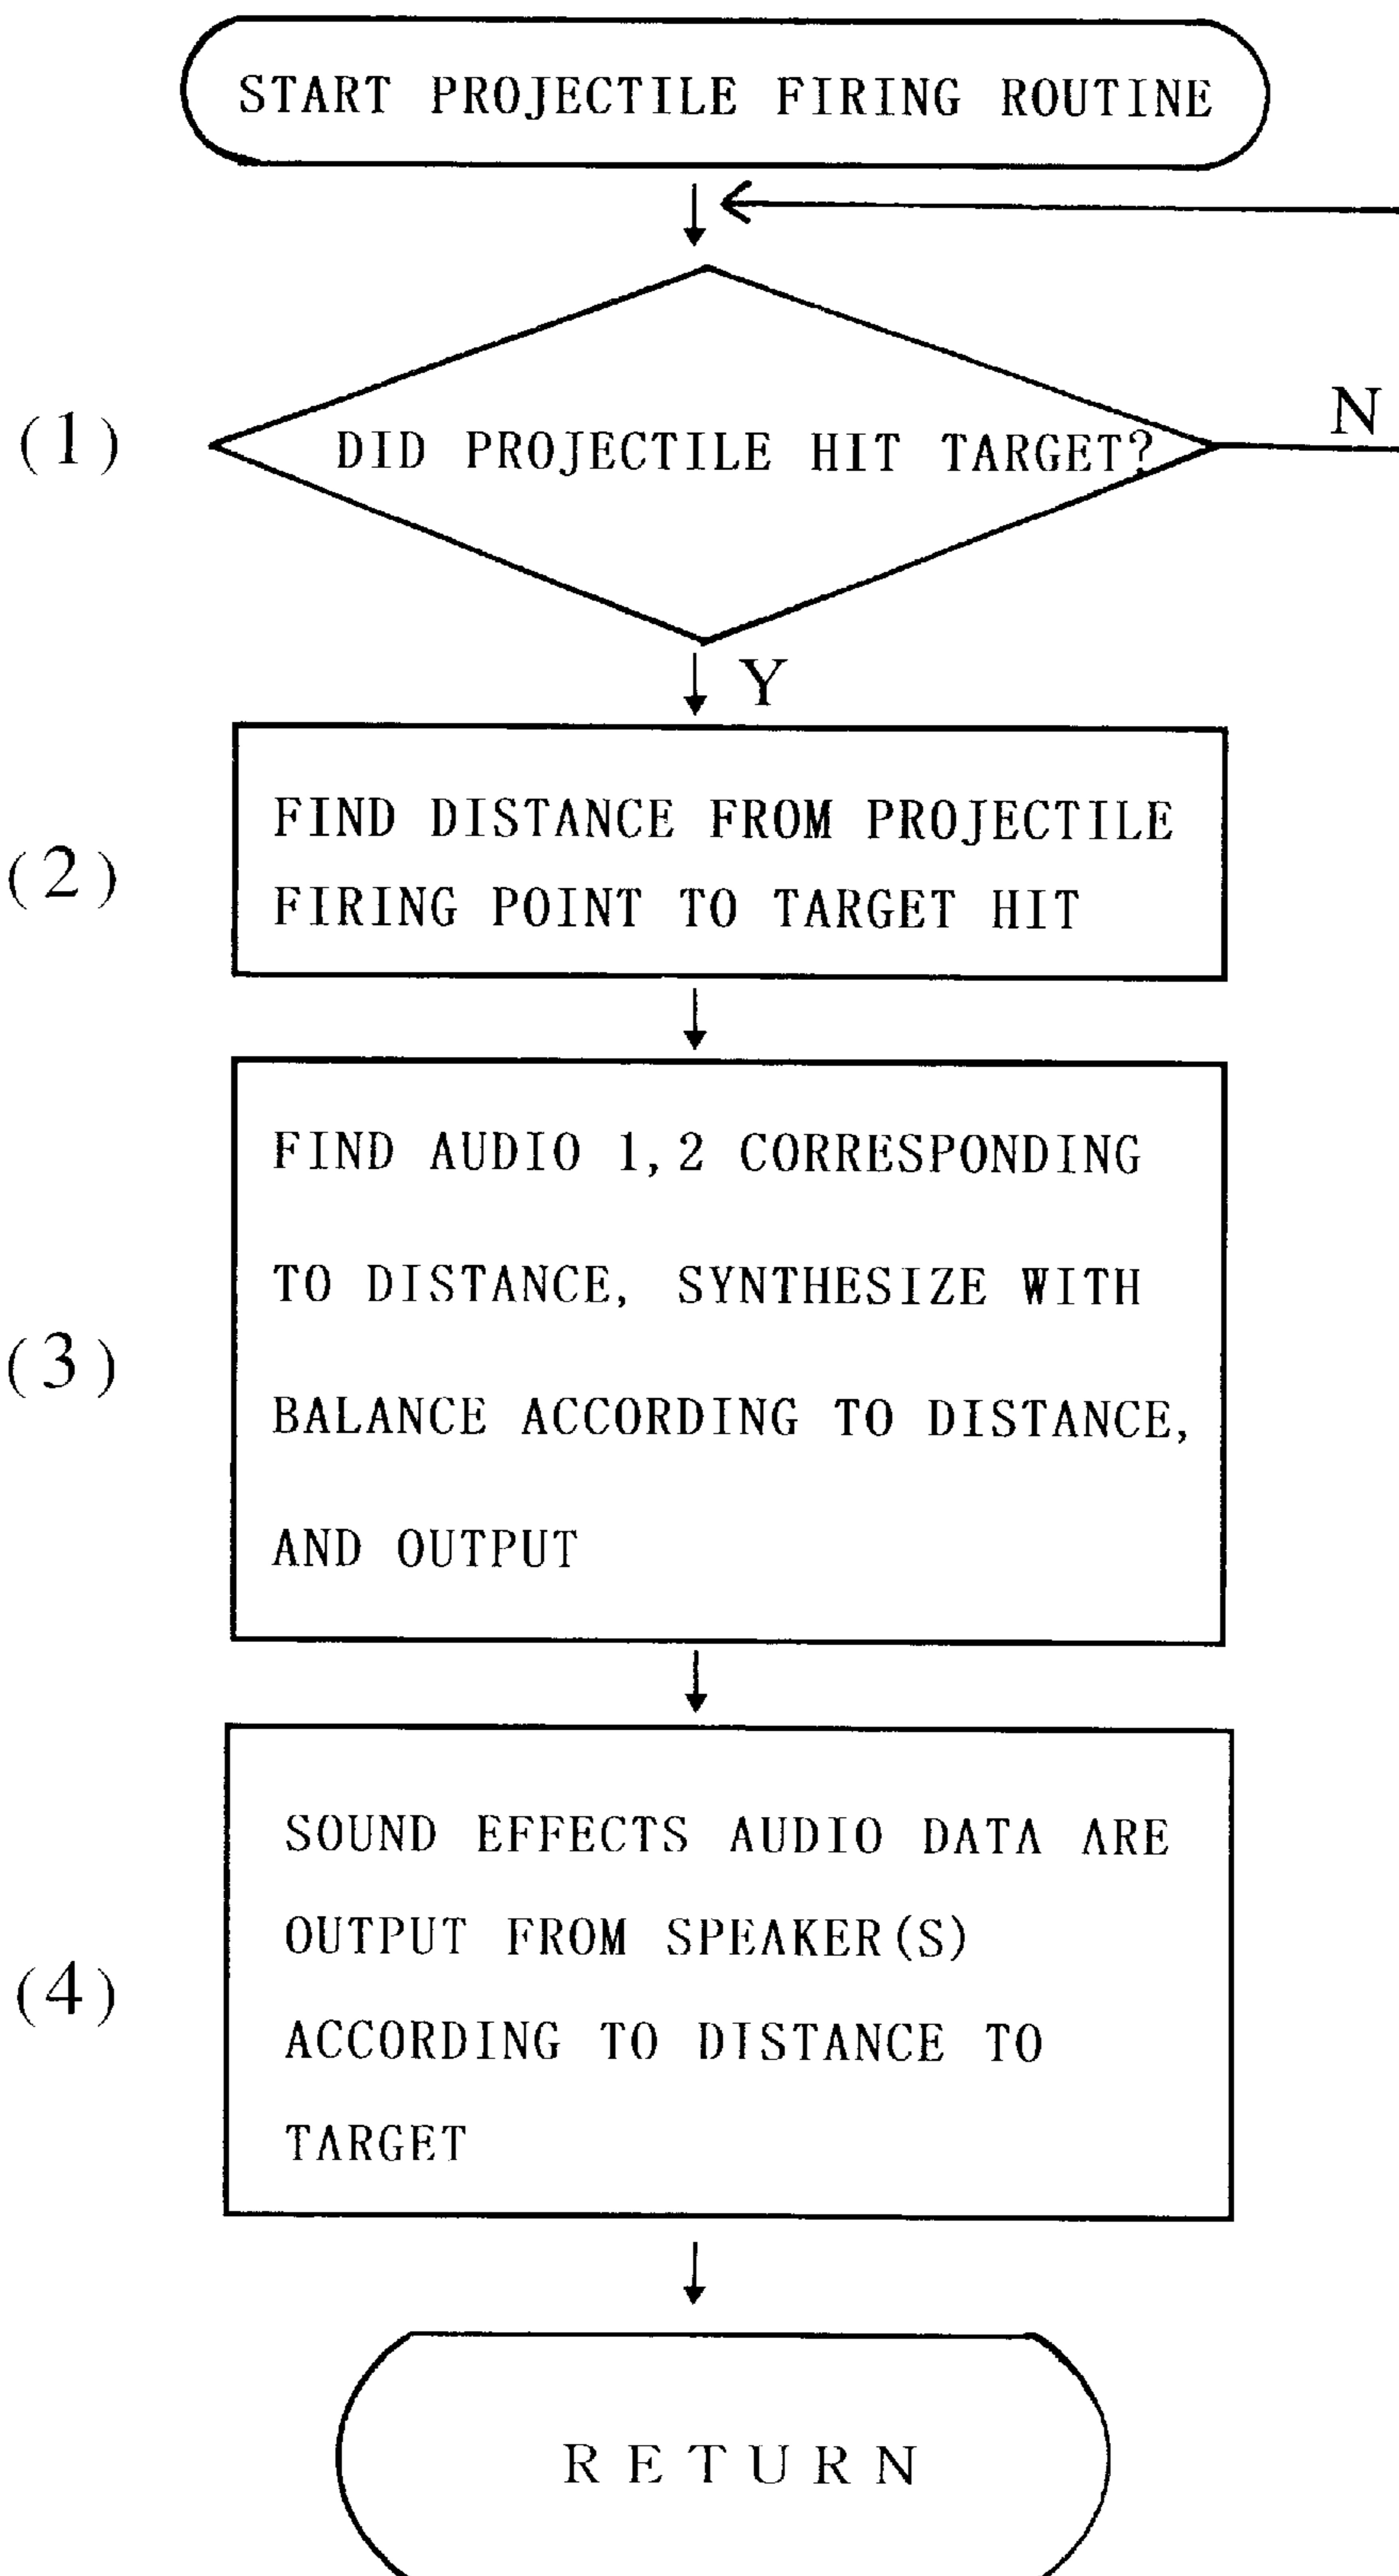 START PROJECTILE FIRING ROUTINE
(1)
DID PROJECTILE HIT TARGET?
N
Y
(2)
FIND DISTANCE FROM PROJECTILE
FIRING POINT TO TARGET HIT
(3)
FIND AUDIO 1,2 CORRESPONDING
TO DISTANCE, SYNTHESIZE WITH
BALANCE ACCORDING TO DISTANCE,
AND OUTPUT
(4)
SOUND EFFECTS AUDIO DATA ARE
OUTPUT FROM SPEAKER(S)
ACCORDING TO DISTANCE TO
TARGET
RETURN